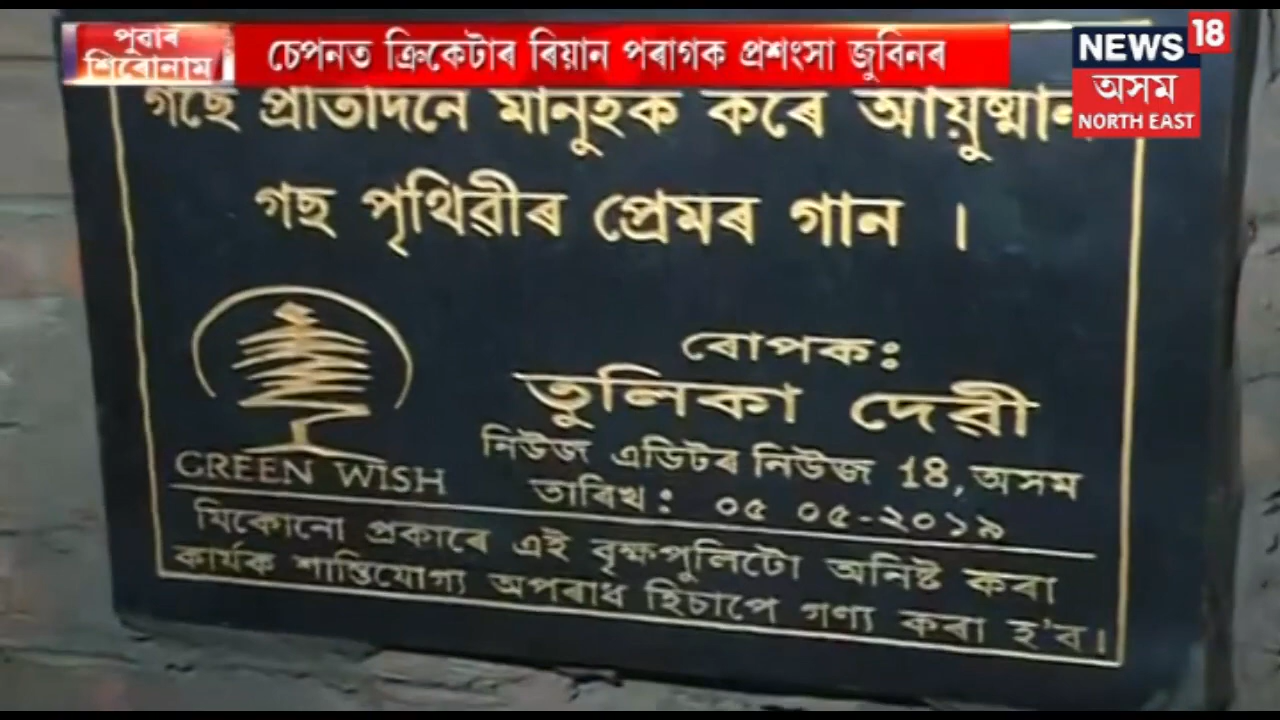 পুৱাৰ
শিৰোনাম
চেপনত ক্ৰিকেটাৰ ৰিয়ান পৰাগক প্ৰশংসা জুবিনৰ
NEWS 18
অসম
NORTH EAST
গছে প্ৰতিদিনে মানুহক কৰে আয়ুষ্মান
গছ পৃথিৱীৰ প্ৰেমৰ গান ।
ৰোপক:
তুলিকা দেৱী
নিউজ এডিটৰ নিউজ 18, অসম
GREEN WISH
তাৰিখ: ০৫ ০৫-২০১৯
যিকোনো প্ৰকাৰে এই বৃক্ষপুলিটো অনিষ্ট কৰা
কাৰ্যক শাস্তিযোগ্য অপৰাধ হিচাপে গণ্য কৰা হ'ব।